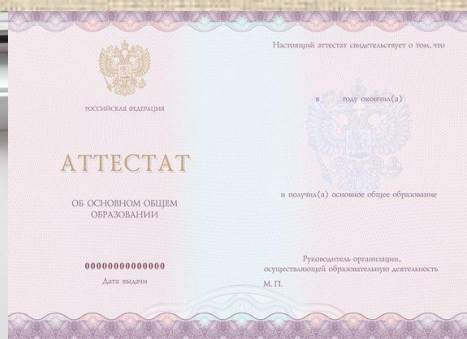 РОССИЙСКАЯ ФЕДЕРАЦИЯ
АТТЕСТАТ
ОБ ОСНОВНОМ ОБЩЕМ
ОБРАЗОВАНИИ
00000000000000
Дата выдачи
Настоящий аттестат свидетельствует о том, что
в году окончил(а)
и получил(а) основное общее образование
Руководитель организации,
осуществляющей образовательную деятельность
М. П.